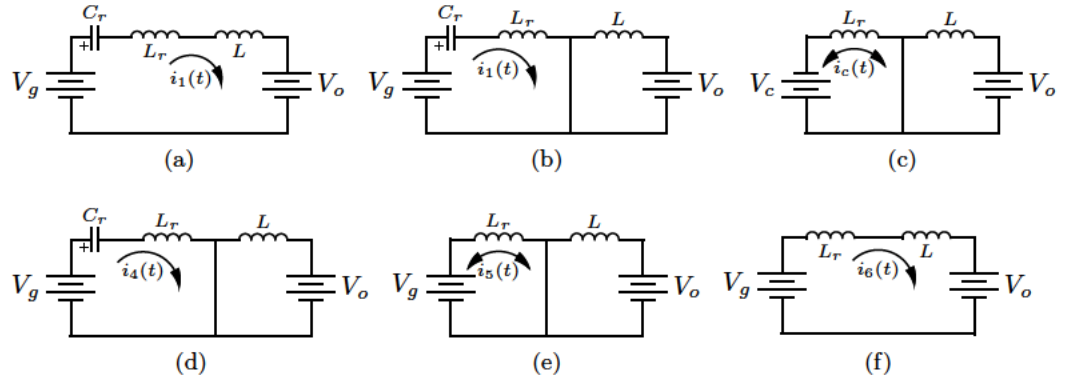 C_r
+
L_r
L
i_1(t)
V_g
V_o
(a)
C_r
+
L_r
L
i_1(t)
V_g
V_o
(b)
L_r
L
i_c(t)
V_c
V_o
(c)
C_r
+
L_r
L
i_4(t)
V_g
V_o
(d)
L_r
L
i_5(t)
V_g
V_o
(e)
L_r
L
i_6(t)
V_g
V_o
(f)